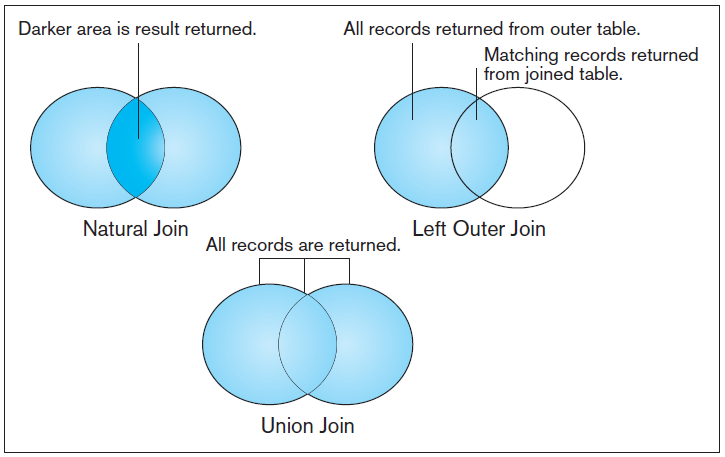 Darker area is result returned.
All records returned from outer table.
Matching records returned
from joined table.
Natural Join
Left Outer Join
All records are returned.
Union Join